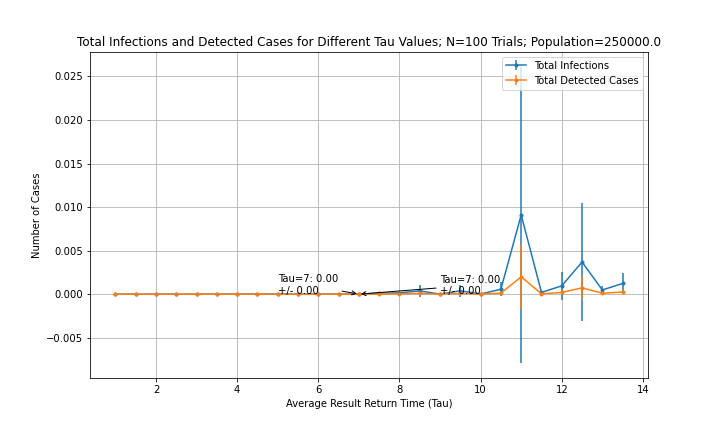 Total Infections and Detected Cases for Different Tau Values; N=100 Trials; Population=250000.0
Total Infections
Total Detected Cases
Number of Cases
0.025
0.020
0.015
0.010
0.005
0.000
−0.005
Tau=7: 0.00
+/- 0.00
Tau=7: 0.00
+/- 0.00
2
4
6
8
10
12
14
Average Result Return Time (Tau)